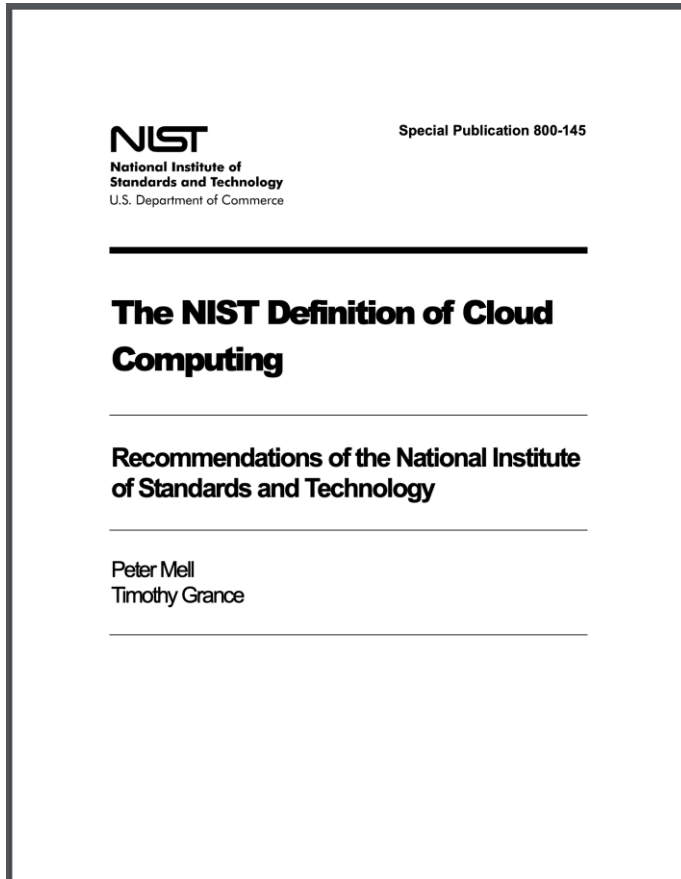 NIST
Special Publication 800-145
National Institute of
Standards and Technology
U.S. Department of Commerce
The NIST Definition of Cloud
Computing
Recommendations of the National Institute
of Standards and Technology
Peter Mell
Timothy Grance